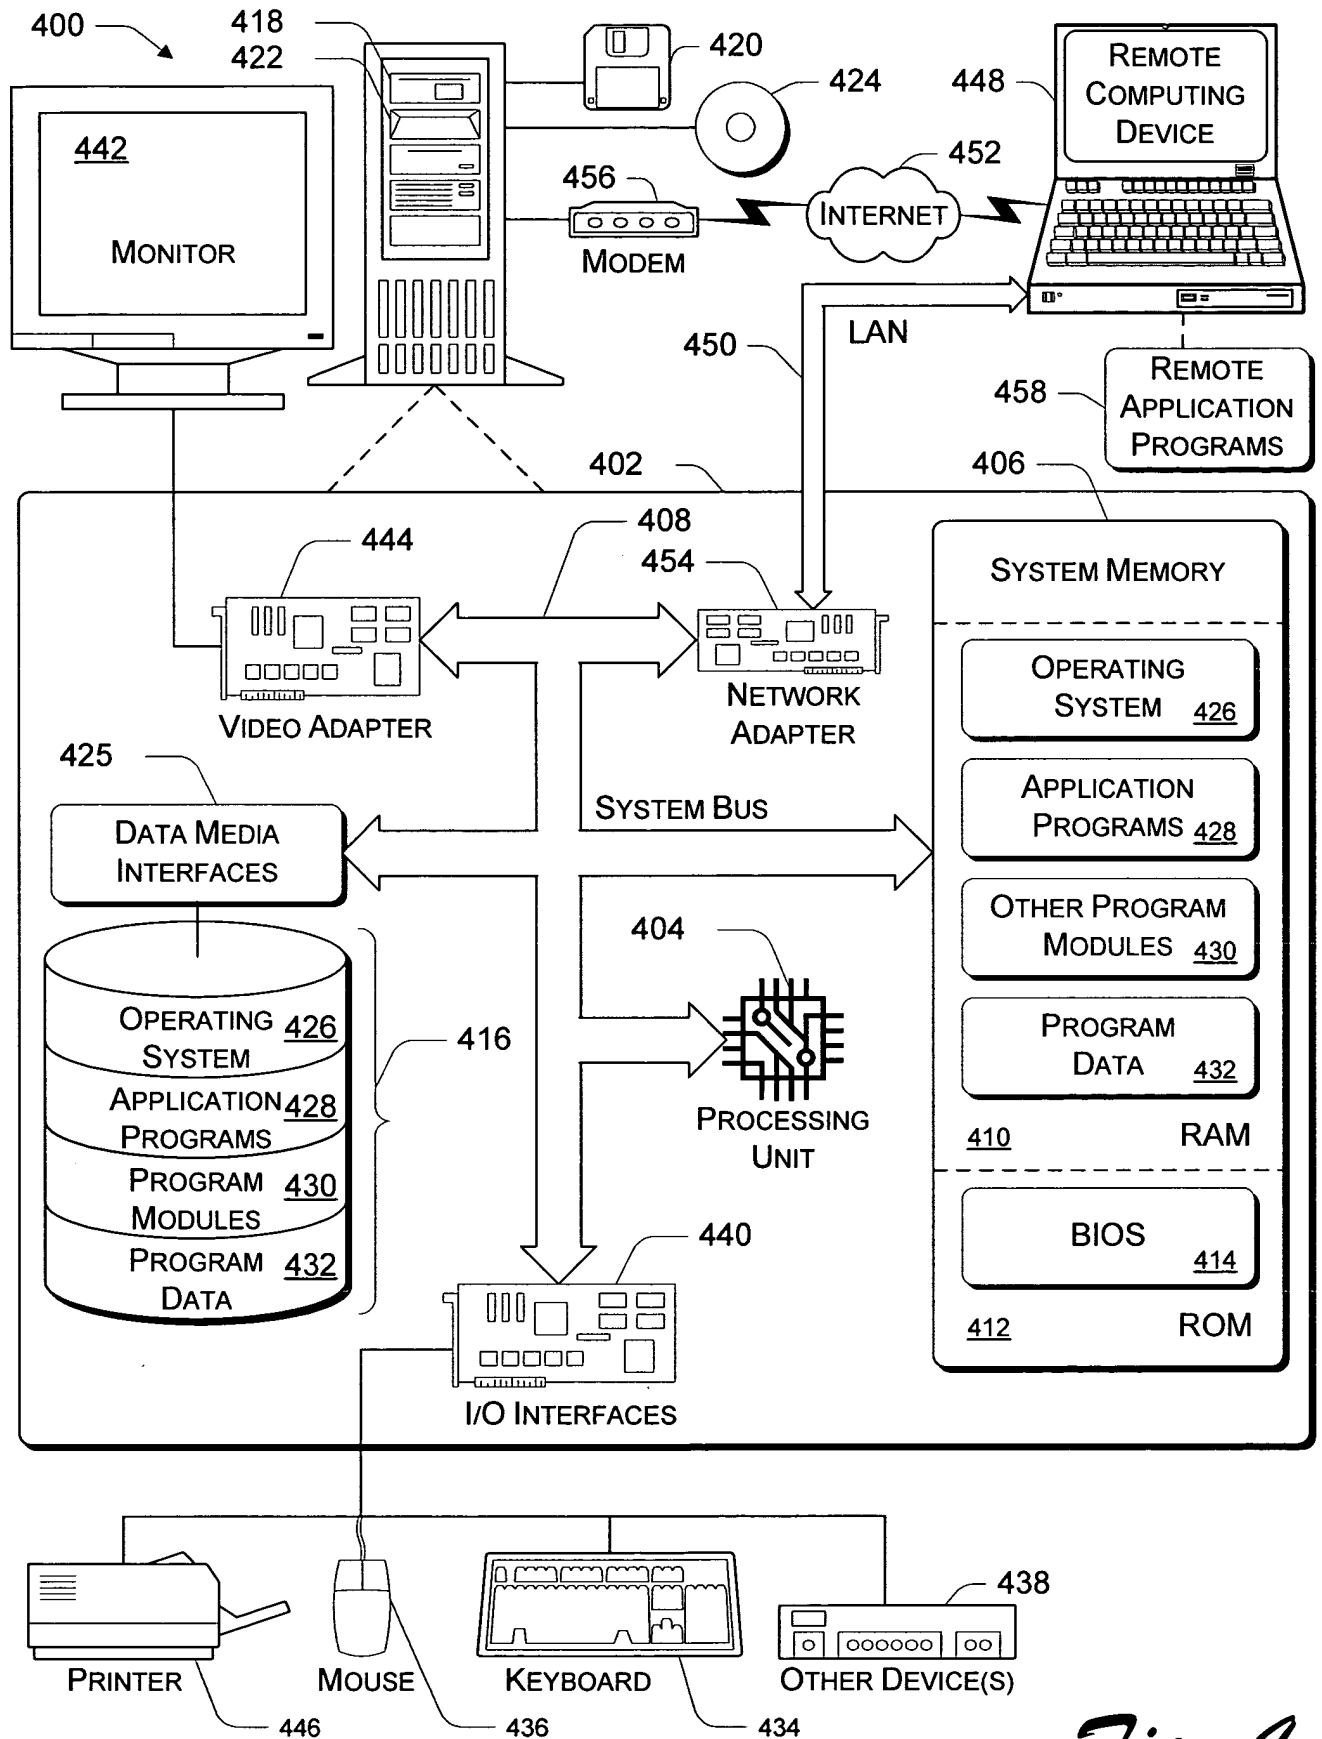 400
418
422
420
424
448
REMOTE
COMPUTING
DEVICE
442
MONITOR
456
MODEM
452
INTERNET
LAN
450
458
REMOTE
APPLICATION
PROGRAMS
402
406
444
408
454
VIDEO ADAPTER
NETWORK
ADAPTER
SYSTEM MEMORY
OPERATING
SYSTEM 426
APPLICATION
PROGRAMS 428
OTHER PROGRAM
MODULES 430
PROGRAM
DATA 432
410 RAM
BIOS
414
412 ROM
425
DATA MEDIA
INTERFACES
SYSTEM BUS
404
PROCESSING
UNIT
OPERATING 426
SYSTEM
APPLICATION 428
PROGRAMS
PROGRAM 430
MODULES
PROGRAM 432
DATA
416
440
I/O INTERFACES
438
PRINTER
MOUSE
KEYBOARD
OTHER DEVICE(S)
446
436
434